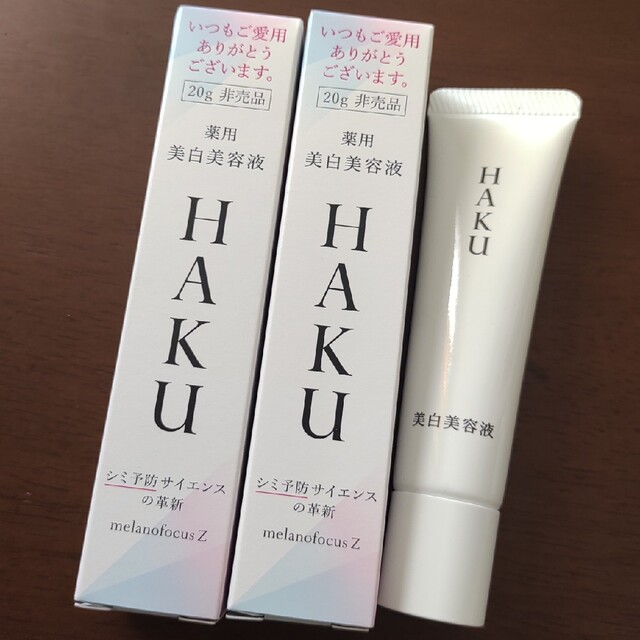 いつもご愛用
ありがとう
ございます。
20g 非売品
薬用
美白美容液
HAKU
シミ予防サイエンス
の革新
melanofocus Z
いつもご愛用
ありがとう
ございます。
20g 非売品
薬用
美白美容液
HAKU
シミ予防サイエンス
の革新
melanofocus Z
HAKU
美白美容液